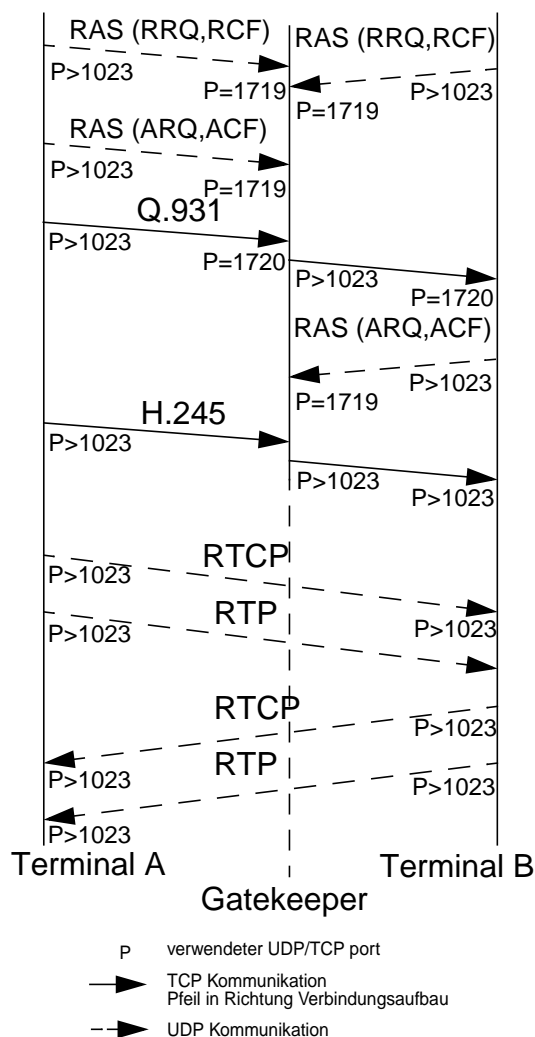 RAS (RRQ,RCF)
RAS (RRQ,RCF)
P>1023
P=1719
P=1719
P>1023
RAS (ARQ,ACF)
P>1023
P=1719
Q.931
P>1023
P=1720
P>1023
P=1720
RAS (ARQ,ACF)
P=1719
P>1023
H.245
P>1023
P>1023
P>1023
RTCP
P>1023
P>1023
RTP
P>1023
RTCP
P>1023
P>1023
RTP
P>1023
P>1023
Terminal A
Terminal B
Gatekeeper
P verwendeter UDP/TCP port
TCP Kommunikation
Pfeil in Richtung Verbindungsaufbau
UDP Kommunikation